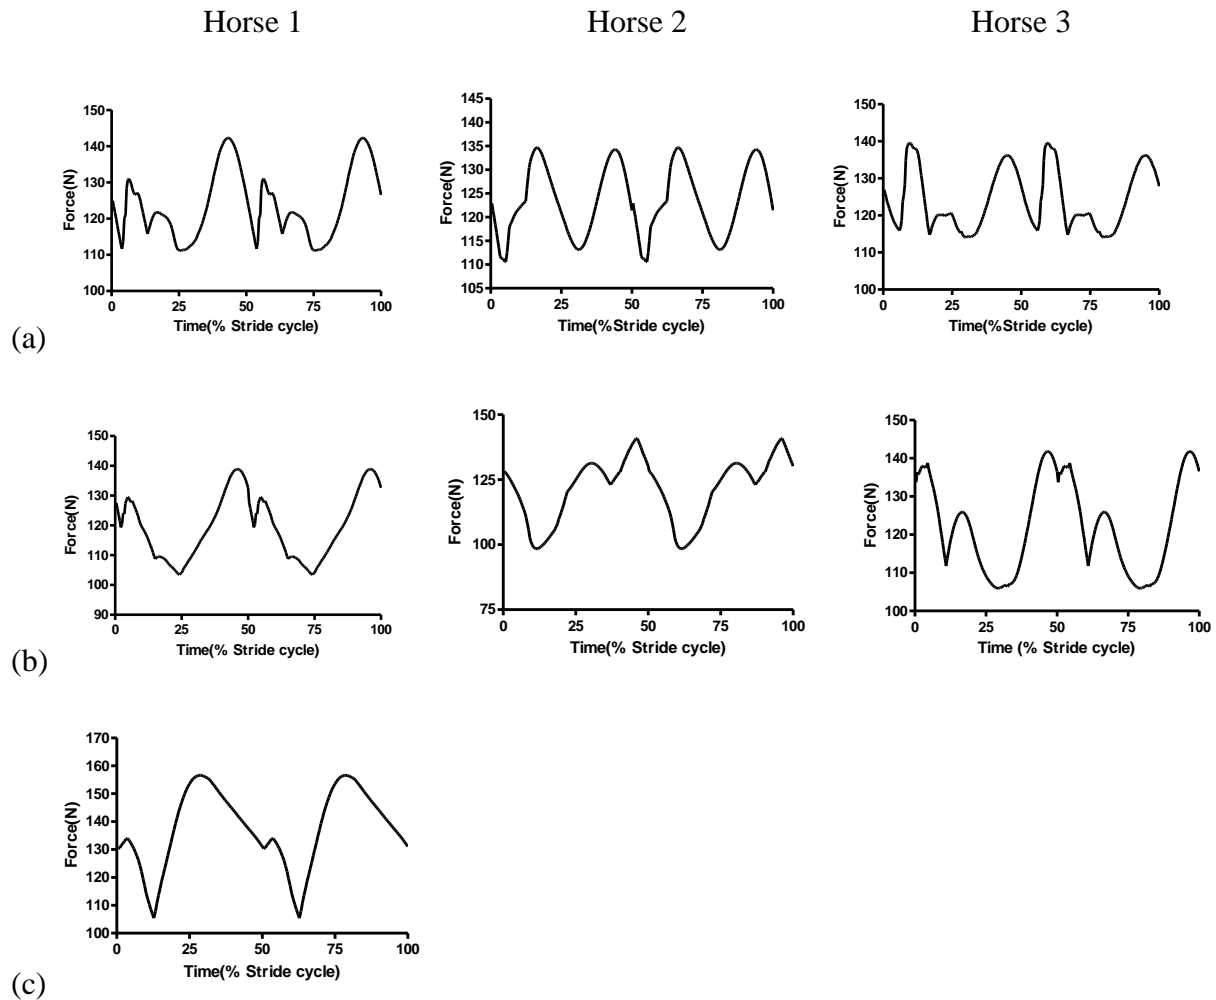 Horse 1 Horse 2 Horse 3
150
140
130
120
110
100
Force(N)
0 25 50 75 100
Time(% Stride cycle)
145
140
135
130
125
120
115
110
105
Force(N)
0 25 50 75 100
Time(%Stride cycle)
150
140
130
120
110
100
Force(N)
0 25 50 75 100
Time(%Stride cycle)
(a)
150
140
130
120
110
100
90
Force(N)
0 25 50 75 100
Time(% Stride cycle)
150
125
100
75
Force(N)
0 25 50 75 100
Time(% Stride cycle)
150
140
130
120
110
100
Force(N)
0 25 50 75 100
Time (% Stride cycle)
(b)
170
160
150
140
130
120
110
100
Force(N)
0 25 50 75 100
Time(% Stride cycle)
(c)